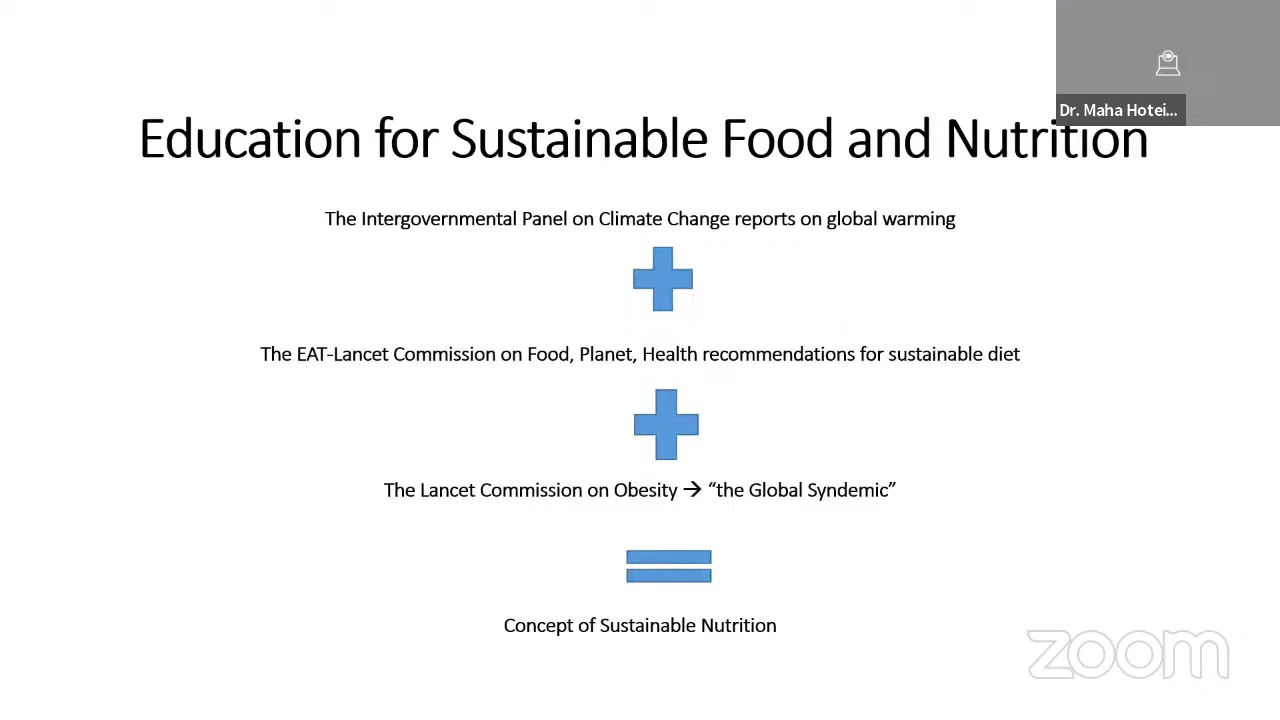 Dr. Maha Hotei...
Education for Sustainable Food and Nutrition
The Intergovernmental Panel on Climate Change reports on global warming
The EAT-Lancet Commission on Food, Planet, Health recommendations for sustainable diet
The Lancet Commission on Obesity → “the Global Syndemic”
Concept of Sustainable Nutrition
zoom